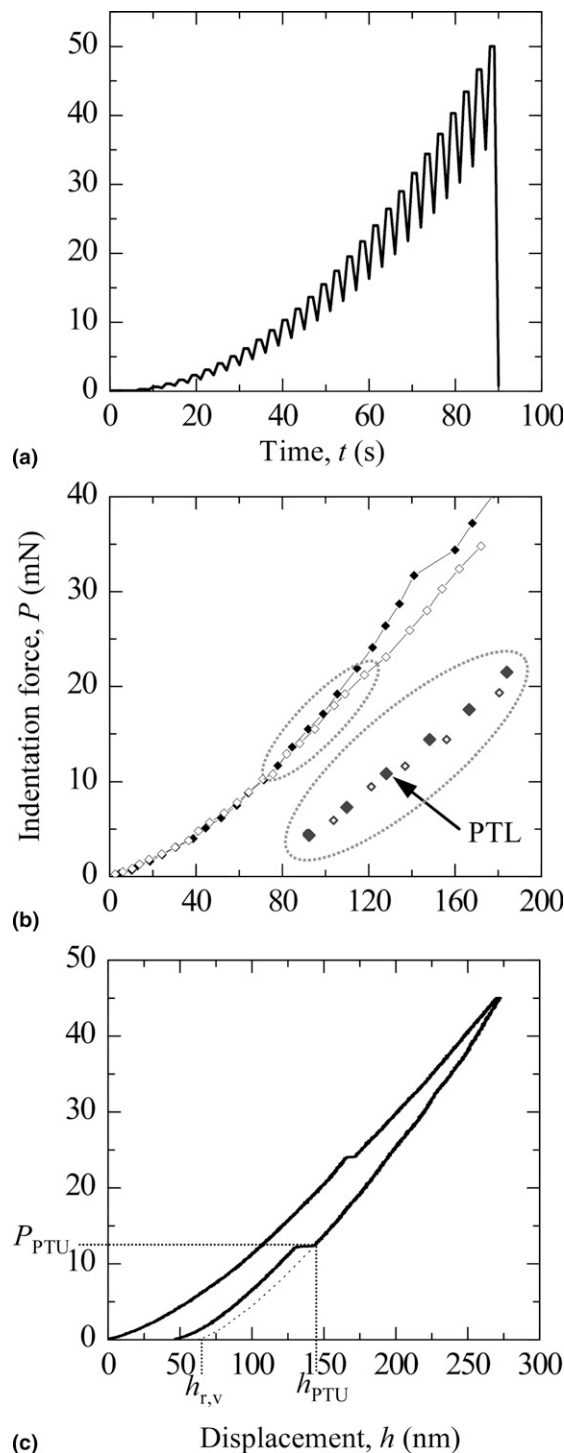 50
40
30
20
10
0
0 20 40 60 80 100
Time, t (s)
(a)
40
30
20
10
0
Indentation force, P (mN)
PTL
0 40 80 120 160 200
(b)
50
40
30
20
P_PTU
10
0
0 50 100 150 200 250 300
h_r,v h_PTU
Displacement, h (nm)
(c)